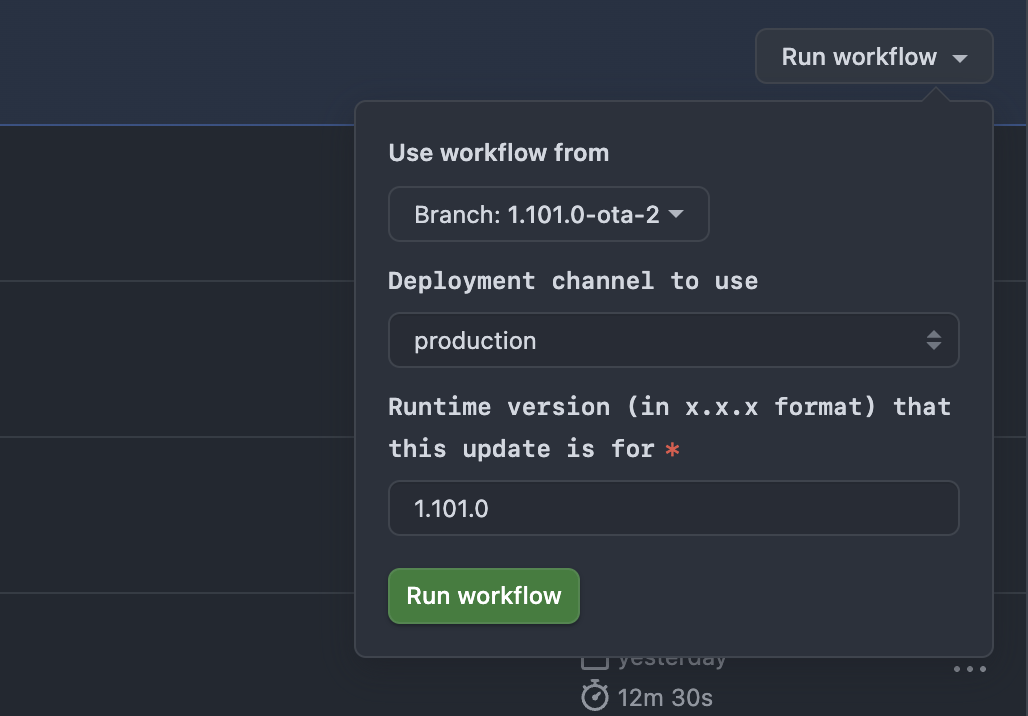 Run workflow
Use workflow from
Branch: 1.101.0-ota-2
Deployment channel to use
production
Runtime version (in x.x.x format) that
this update is for *
1.101.0
Run workflow
yesterday
12m 30s